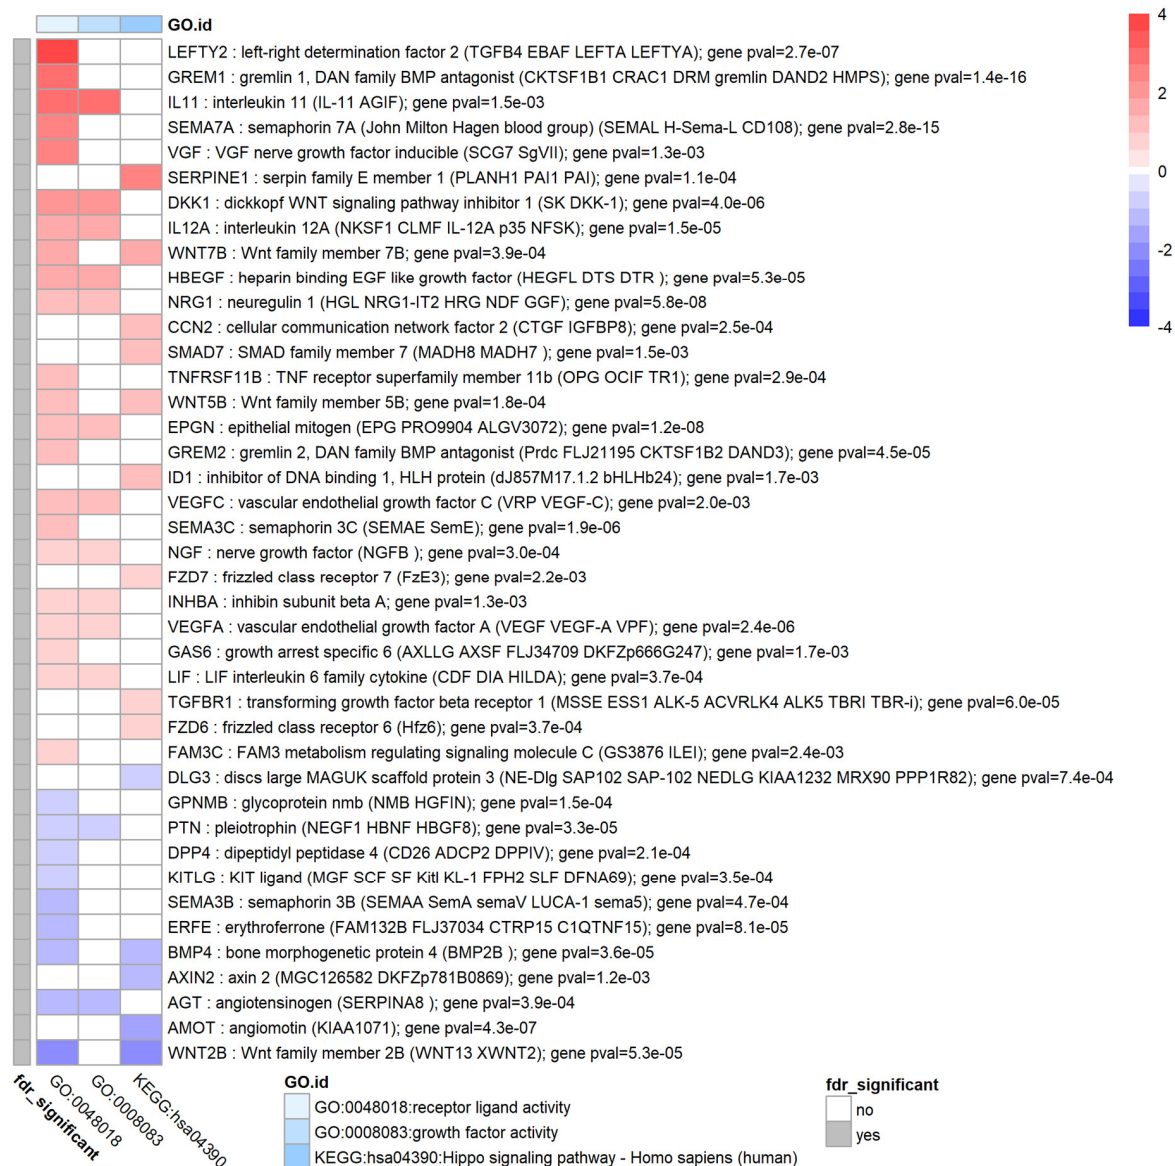 GO.id
LEFTY2 : left-right determination factor 2 (TGFB4 EBAF LEFTA LEFTYA); gene pval=2.7e-07
GREM1 : gremlin 1, DAN family BMP antagonist (CKTSF1B1 CRAC1 DRM gremlin DAND2 HMPS); gene pval=1.4e-16
IL11 : interleukin 11 (IL-11 AGIF); gene pval=1.5e-03
SEMA7A : semaphorin 7A (John Milton Hagen blood group) (SEMAL H-Sema-L CD108); gene pval=2.8e-15
VGF : VGF nerve growth factor inducible (SCG7 SgVII); gene pval=1.3e-03
SERPINE1 : serpin family E member 1 (PLANH1 PAI1 PAI); gene pval=1.1e-04
DKK1 : dickkopf WNT signaling pathway inhibitor 1 (SK DKK-1); gene pval=4.0e-06
IL12A : interleukin 12A (NKSF1 CLMF IL-12A p35 NFSK); gene pval=1.5e-05
WNT7B : Wnt family member 7B; gene pval=3.9e-04
HBEGF : heparin binding EGF like growth factor (HEGFL DTS DTR ); gene pval=5.3e-05
NRG1 : neuregulin 1 (HGL NRG1-IT2 HRG NDF GGF); gene pval=5.8e-08
CCN2 : cellular communication network factor 2 (CTGF IGFBP8); gene pval=2.5e-04
SMAD7 : SMAD family member 7 (MADH8 MADH7 ); gene pval=1.5e-03
TNFRSF11B : TNF receptor superfamily member 11b (OPG OCIF TR1); gene pval=2.9e-04
WNT5B : Wnt family member 5B; gene pval=1.8e-04
EPGN : epithelial mitogen (EPG PRO9904 ALGV3072); gene pval=1.2e-08
GREM2 : gremlin 2, DAN family BMP antagonist (Prdc FLJ21195 CKTSF1B2 DAND3); gene pval=4.5e-05
ID1 : inhibitor of DNA binding 1, HLH protein (dJ857M17.1.2 bHLHb24); gene pval=1.7e-03
VEGFC : vascular endothelial growth factor C (VRP VEGF-C); gene pval=2.0e-03
SEMA3C : semaphorin 3C (SEMAE SemE); gene pval=1.9e-06
NGF : nerve growth factor (NGFB ); gene pval=3.0e-04
FZD7 : frizzled class receptor 7 (FzE3); gene pval=2.2e-03
INHBA : inhibin subunit beta A; gene pval=1.3e-03
VEGFA : vascular endothelial growth factor A (VEGF VEGF-A VPF); gene pval=2.4e-06
GAS6 : growth arrest specific 6 (AXLLG AXSF FLJ34709 DKFZp666G247); gene pval=1.7e-03
LIF : LIF interleukin 6 family cytokine (CDF DIA HILDA); gene pval=3.7e-04
TGFBR1 : transforming growth factor beta receptor 1 (MSSE ESS1 ALK-5 ACVRLK4 ALK5 TBRI TBR-i); gene pval=6.0e-05
FZD6 : frizzled class receptor 6 (Hfz6); gene pval=3.7e-04
FAM3C : FAM3 metabolism regulating signaling molecule C (GS3876 ILEI); gene pval=2.4e-03
DLG3 : discs large MAGUK scaffold protein 3 (NE-Dlg SAP102 SAP-102 NEDLG KIAA1232 MRX90 PPP1R82); gene pval=7.4e-04
GPNMB : glycoprotein nmb (NMB HGFIN); gene pval=1.5e-04
PTN : pleiotrophin (NEGF1 HBNF HBGF8); gene pval=3.3e-05
DPP4 : dipeptidyl peptidase 4 (CD26 ADCP2 DPPIV); gene pval=2.1e-04
KITLG : KIT ligand (MGF SCF SF Kitl KL-1 FPH2 SLF DFNA69); gene pval=3.5e-04
SEMA3B : semaphorin 3B (SEMAA SemA semaV LUCA-1 sema5); gene pval=4.7e-04
ERFE : erythroferrone (FAM132B FLJ37034 CTRP15 C1QTNF15); gene pval=8.1e-05
BMP4 : bone morphogenetic protein 4 (BMP2B ); gene pval=3.6e-05
AXIN2 : axin 2 (MGC126582 DKFZp781B0869); gene pval=1.2e-03
AGT : angiotensinogen (SERPINA8 ); gene pval=3.9e-04
AMOT : angiomotin (KIAA1071); gene pval=4.3e-07
WNT2B : Wnt family member 2B (WNT13 XWNT2); gene pval=5.3e-05
4
2
0
-2
-4
fdr_significant
GO:0048018
GO:0008083
KEGG:hsa04390
GO.id
GO:0048018:receptor ligand activity
GO:0008083:growth factor activity
KEGG:hsa04390:Hippo signaling pathway - Homo sapiens (human)
fdr_significant
no
yes